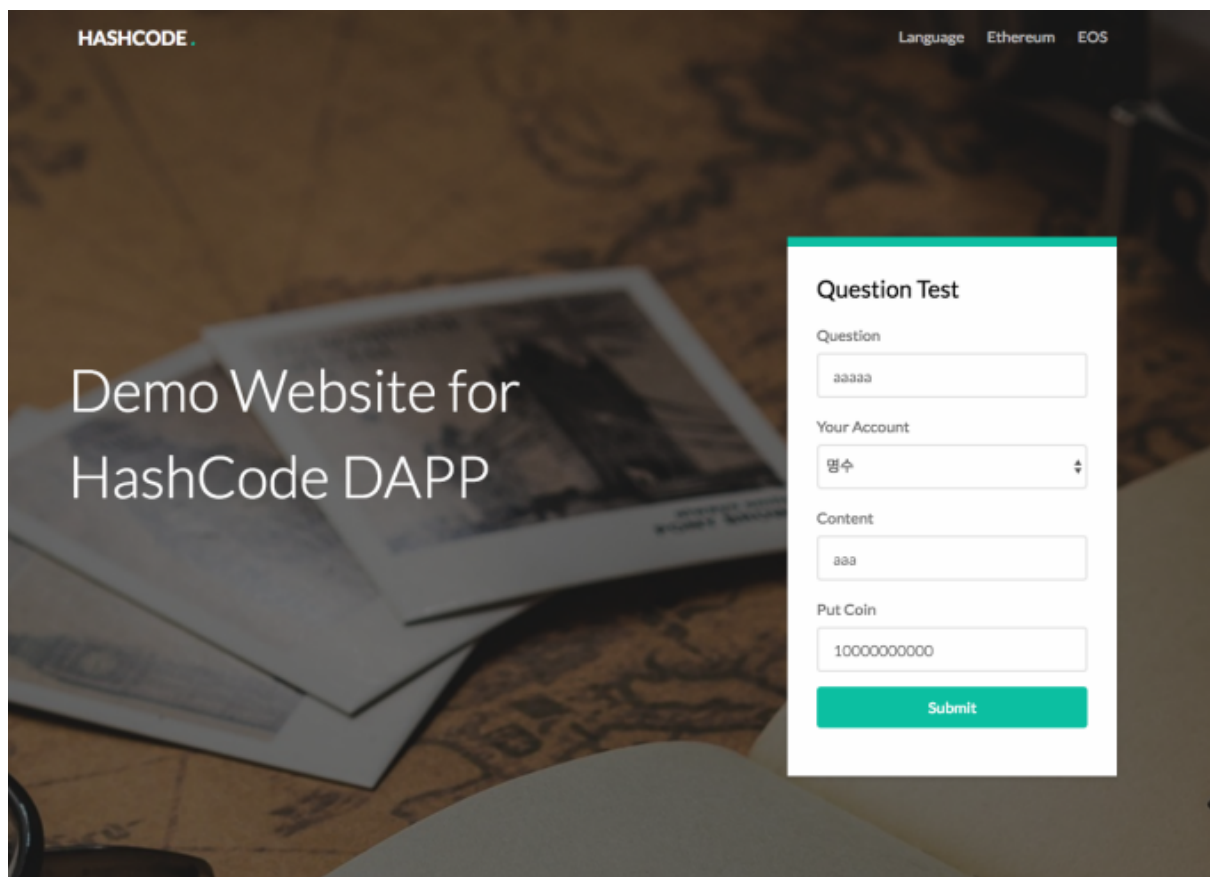 HASHCODE.
Language Ethereum EOS
Demo Website for
HashCode DAPP
Question Test
Question
aaaaa
Your Account
명수
Content
aaa
Put Coin
10000000000
Submit